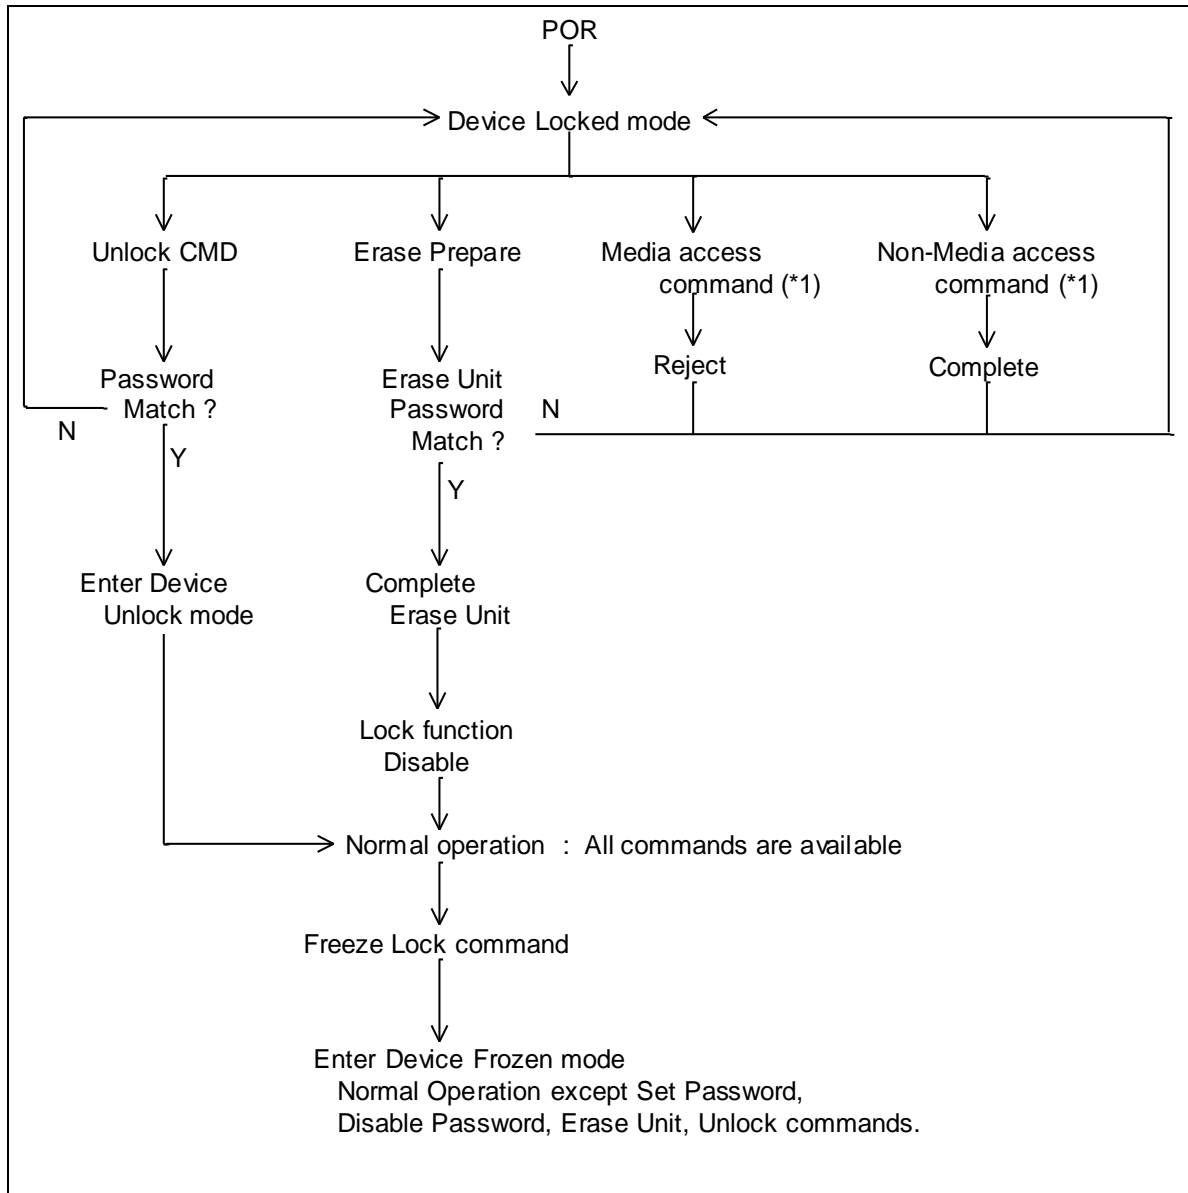 POR
Device Locked mode
Unlock CMD
Erase Prepare
Media access
command (*1)
Non-Media access
command (*1)
Password
Match ?
N
Y
Erase Unit
Password
Match ?
N
Y
Reject
Complete
Enter Device
Unlock mode
Complete
Erase Unit
Lock function
Disable
Normal operation : All commands are available
Freeze Lock command
Enter Device Frozen mode
Normal Operation except Set Password,
Disable Password, Erase Unit, Unlock commands.